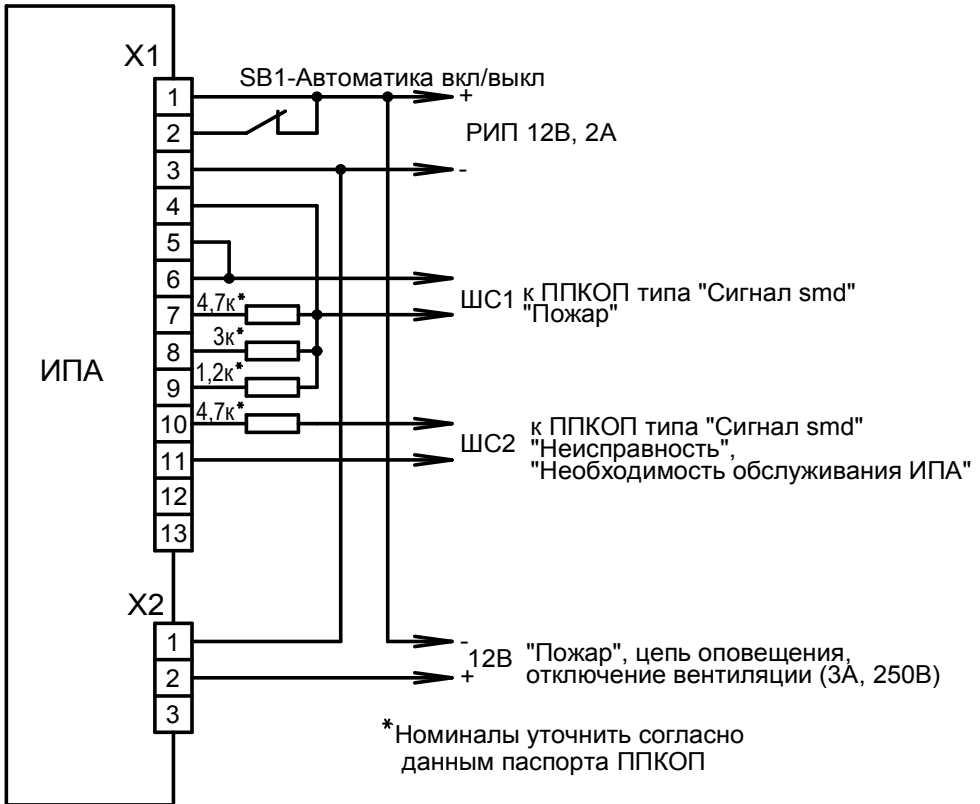 X1
SB1-Автоматика вкл/выкл
1
+
2
РИП 12В, 2А
3
-
4
5
6
ШС1
к ППКОП типа "Сигнал smd"
"Пожар"
4,7к*
7
3к*
8
ИПА
1,2к*
9
4,7к*
10
ШС2
к ППКОП типа "Сигнал smd"
"Неисправность",
"Необходимость обслуживания ИПА"
11
12
13
X2
1
-
12В
"Пожар", цепь оповещения,
отключение вентиляции (3А, 250В)
2
+
3
*Номиналы уточнить согласно
данным паспорта ППКОП